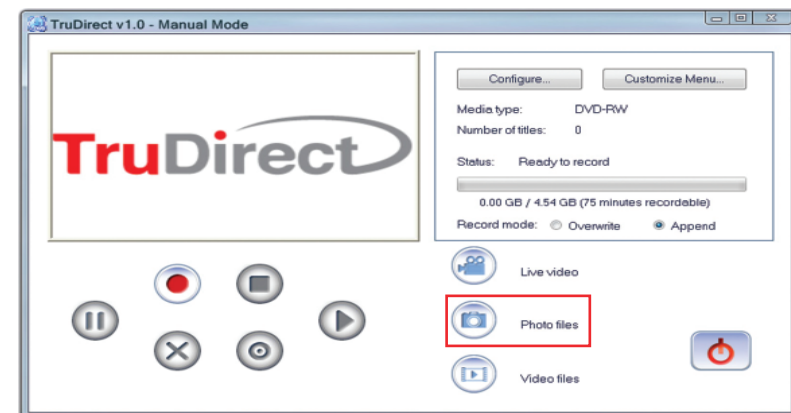 TruDirect v1.0 - Manual Mode
TruDirect
Configure...
Customize Menu...
Media type: DVD-RW
Number of titles: 0
Status: Ready to record
0.00 GB / 4.54 GB (75 minutes recordable)
Record mode: Overwrite Append
Live video
Photo files
Video files